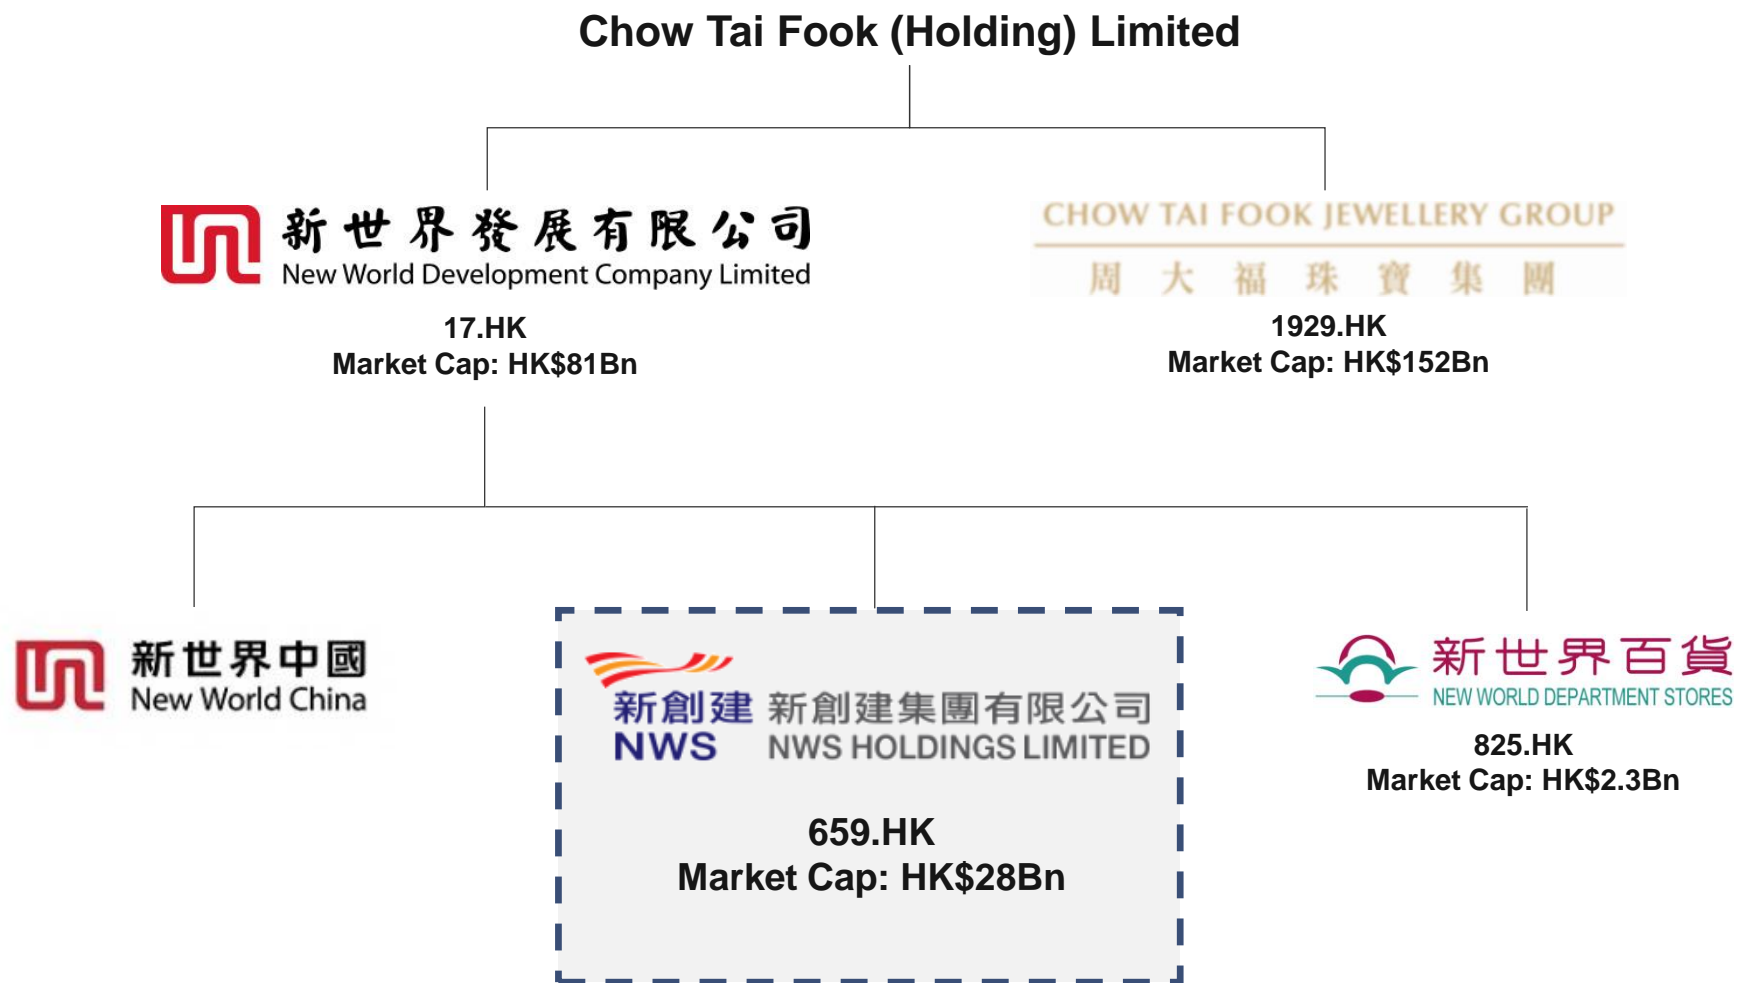 Chow Tai Fook (Holding) Limited
新世界發展有限公司
New World Development Company Limited
17.HK
Market Cap: HK$81Bn
CHOW TAI FOOK JEWELLERY GROUP
周大福珠寶集團
1929.HK
Market Cap: HK$152Bn
新世界中國
New World China
新創建 新創建集團有限公司
NWS NWS HOLDINGS LIMITED
659.HK
Market Cap: HK$28Bn
新世界百貨
NEW WORLD DEPARTMENT STORES
825.HK
Market Cap: HK$2.3Bn